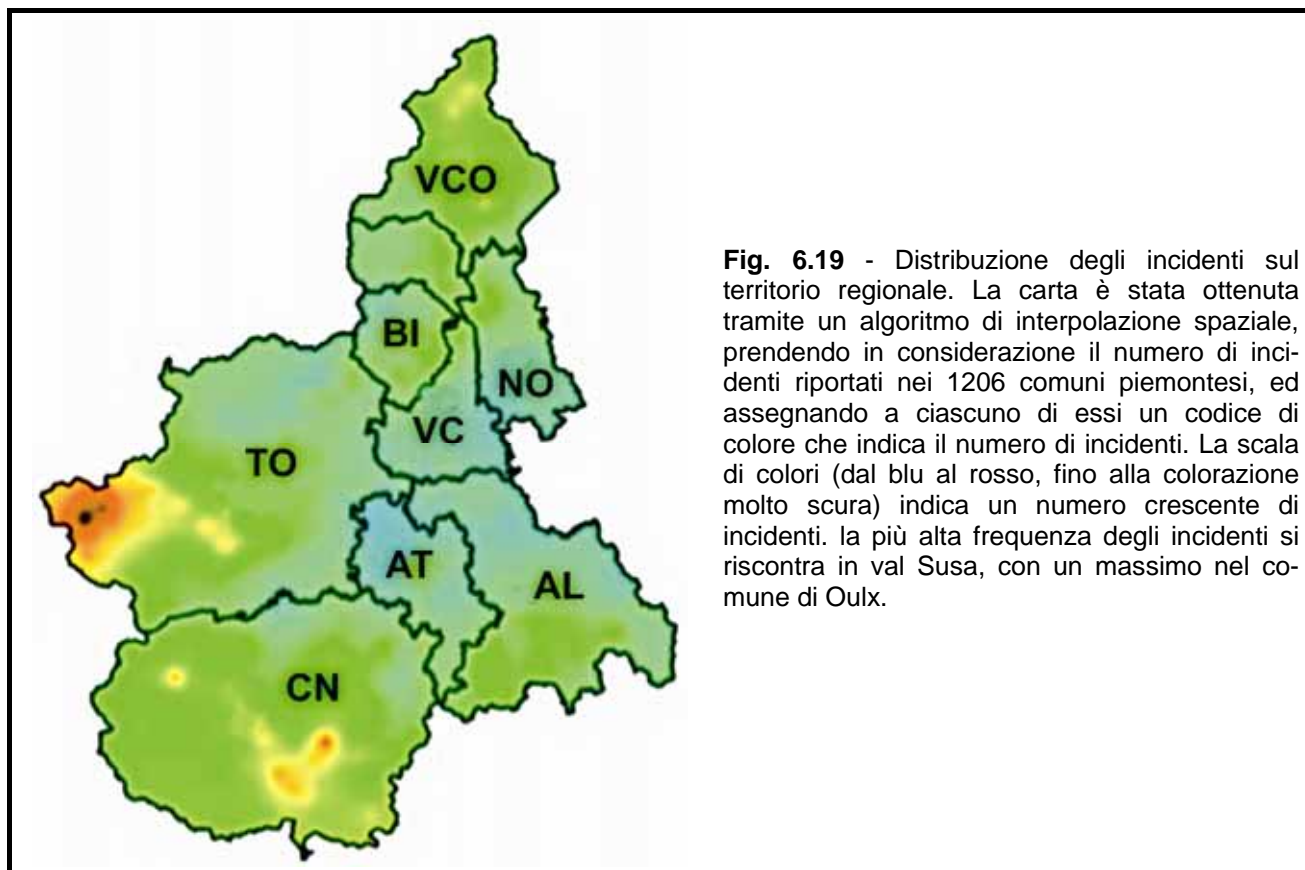 VCO
BI
NO
VC
TO
AT
AL
CN
Fig. 6.19 - Distribuzione degli incidenti sul
territorio regionale. La carta è stata ottenuta
tramite un algoritmo di interpolazione spaziale,
prendendo in considerazione il numero di inci-
denti riportati nei 1206 comuni piemontesi, ed
assegnando a ciascuno di essi un codice di
colore che indica il numero di incidenti. La scala
di colori (dal blu al rosso, fino alla colorazione
molto scura) indica un numero crescente di
incidenti. la più alta frequenza degli incidenti si
riscontra in val Susa, con un massimo nel co-
mune di Oulx.